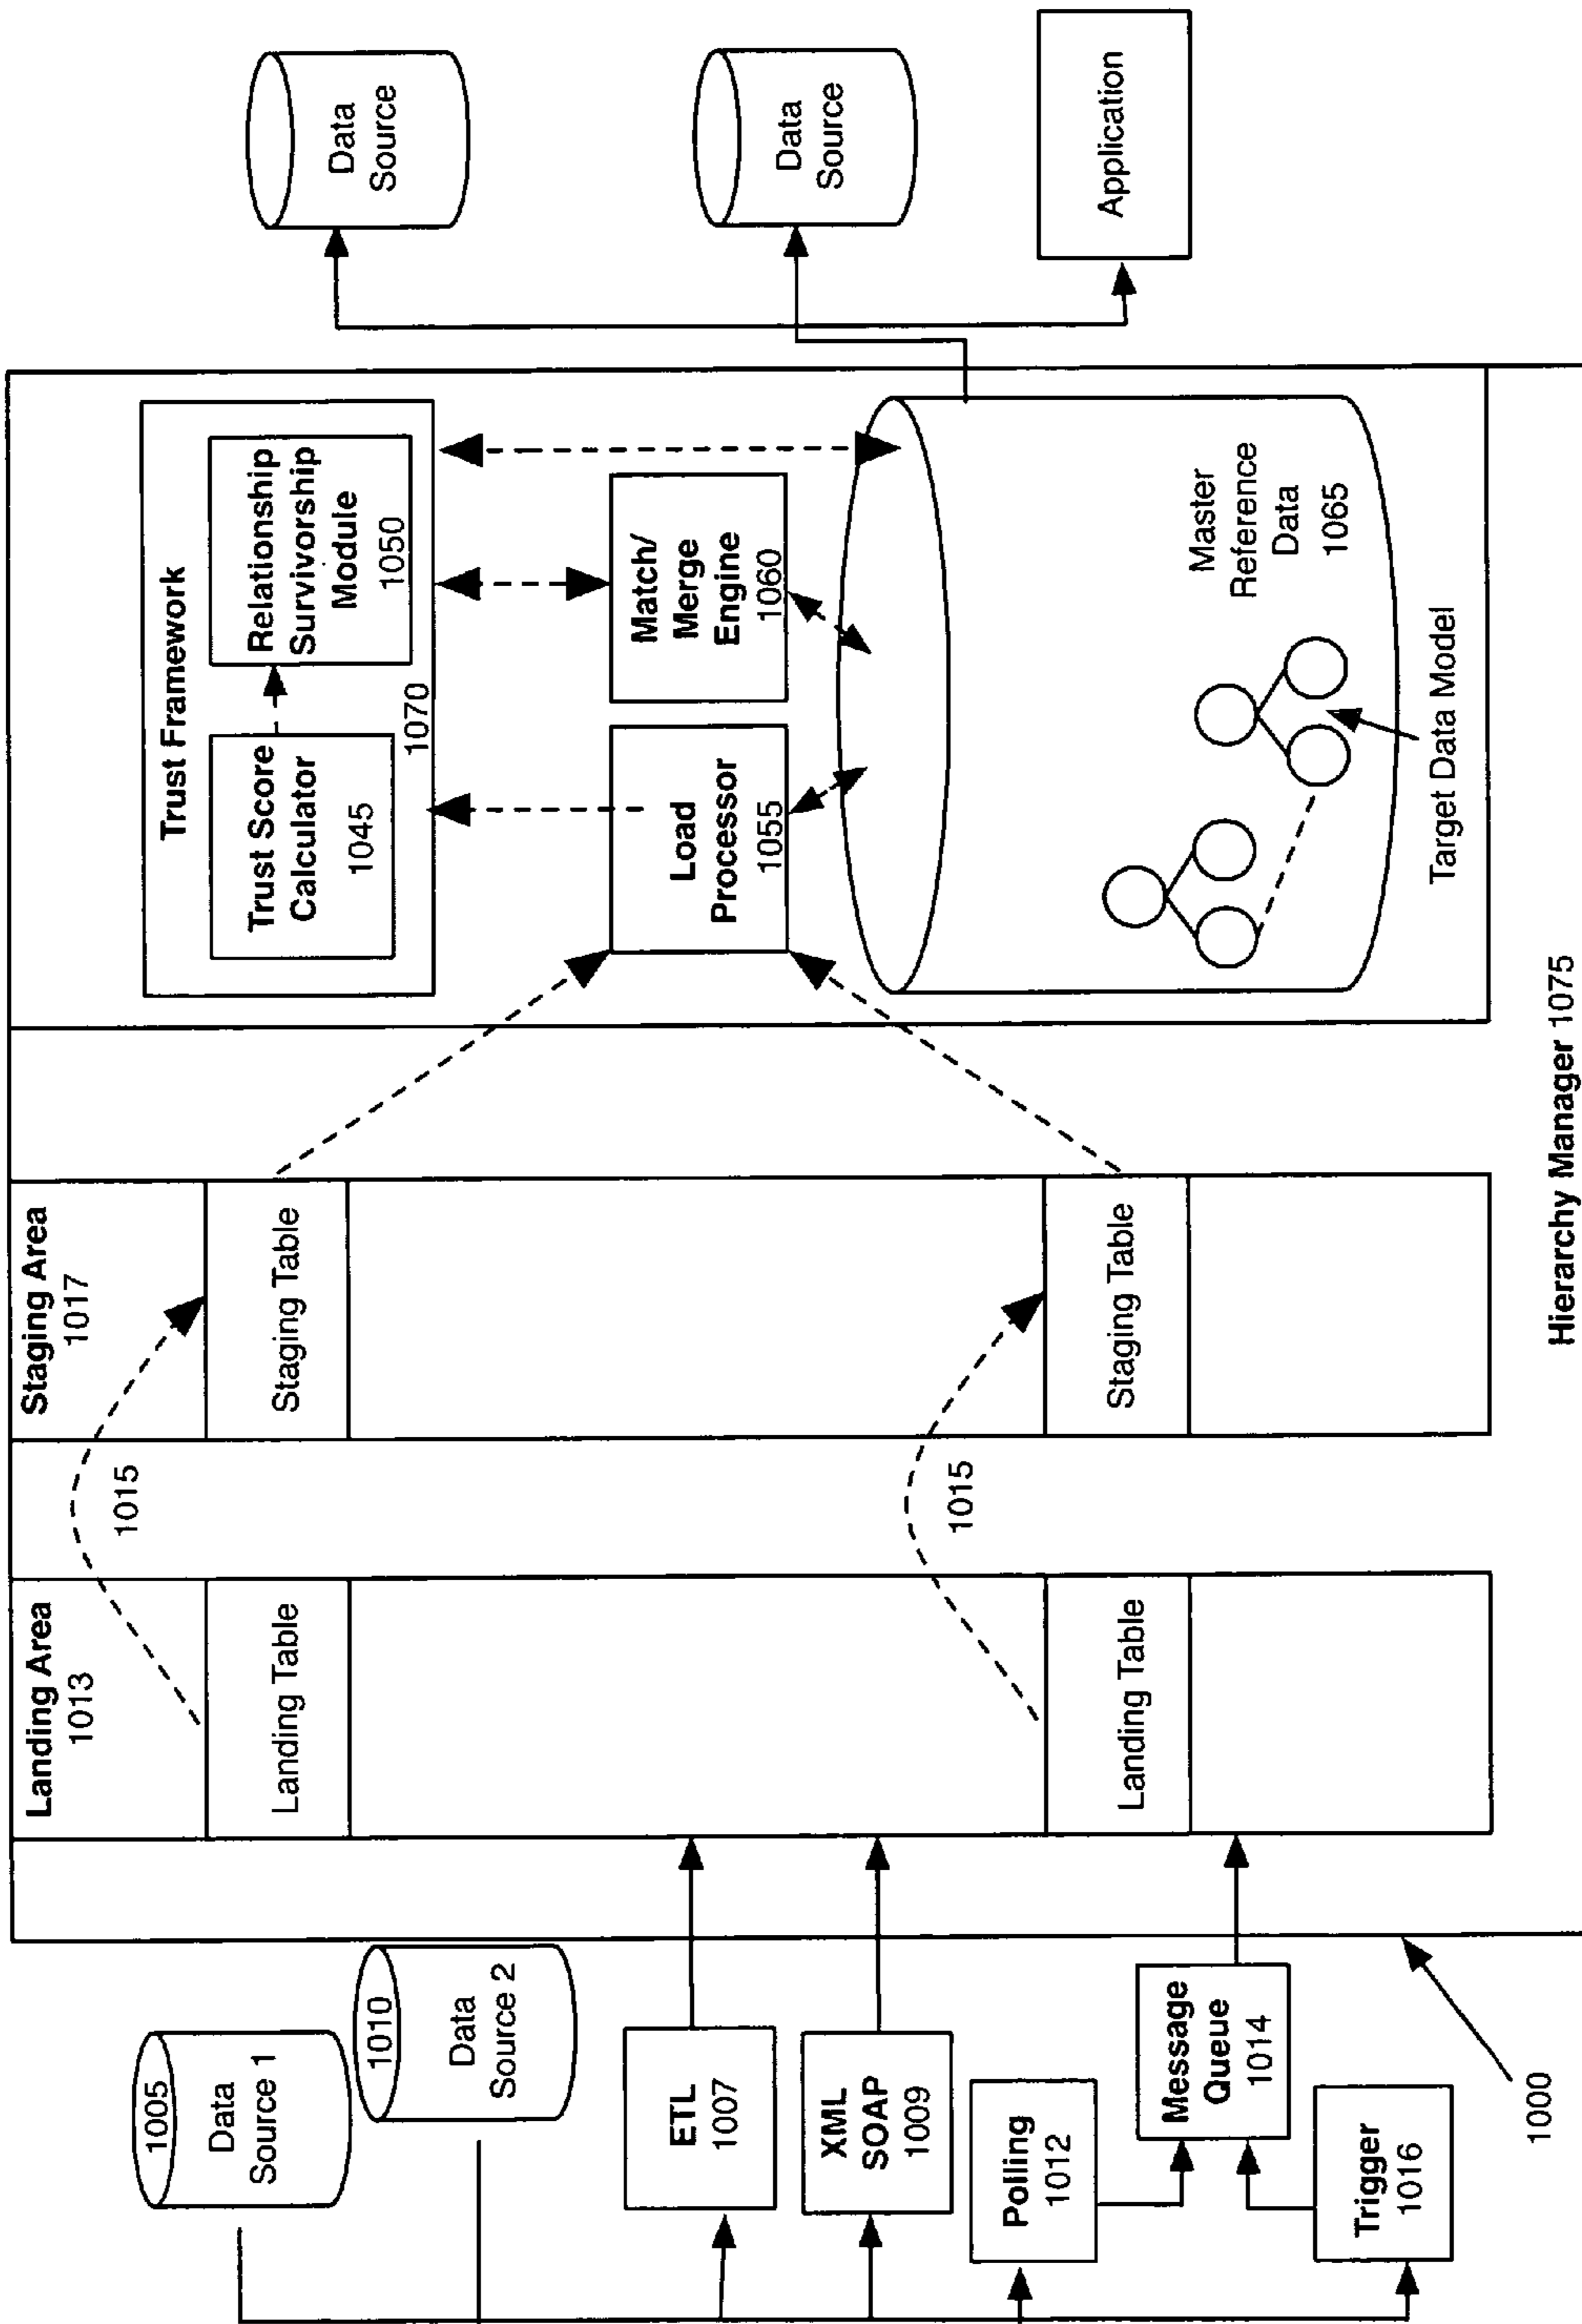 1005
Data
Source 1
1010
Data
Source 2
ETL
1007
XML
SOAP
1009
Polling
1012
Message
Queue
1014
Trigger
1016
1000
Landing Area
1013
Landing Table
Landing Table
1015
1015
Staging Area
1017
Staging Table
Staging Table
Trust Framework
Trust Score
Calculator
1045
Relationship
Survivorship
Module
1050
1070
Load
Processor
1055
Match/
Merge
Engine
1060
Master
Reference
Data
1065
Target Data Model
Data
Source
Data
Source
Application
Hierarchy Manager 1075